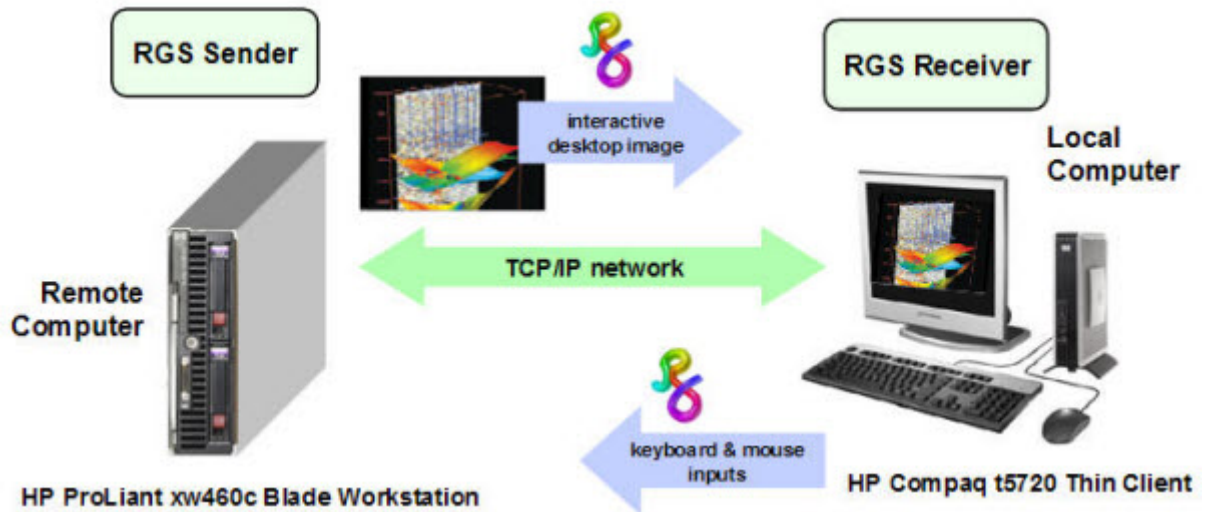 RGS Sender
RGS Receiver
interactive
desktop image
Local
Computer
TCP/IP network
Remote
Computer
keyboard & mouse
inputs
HP ProLiant xw460c Blade Workstation
HP Compaq t5720 Thin Client